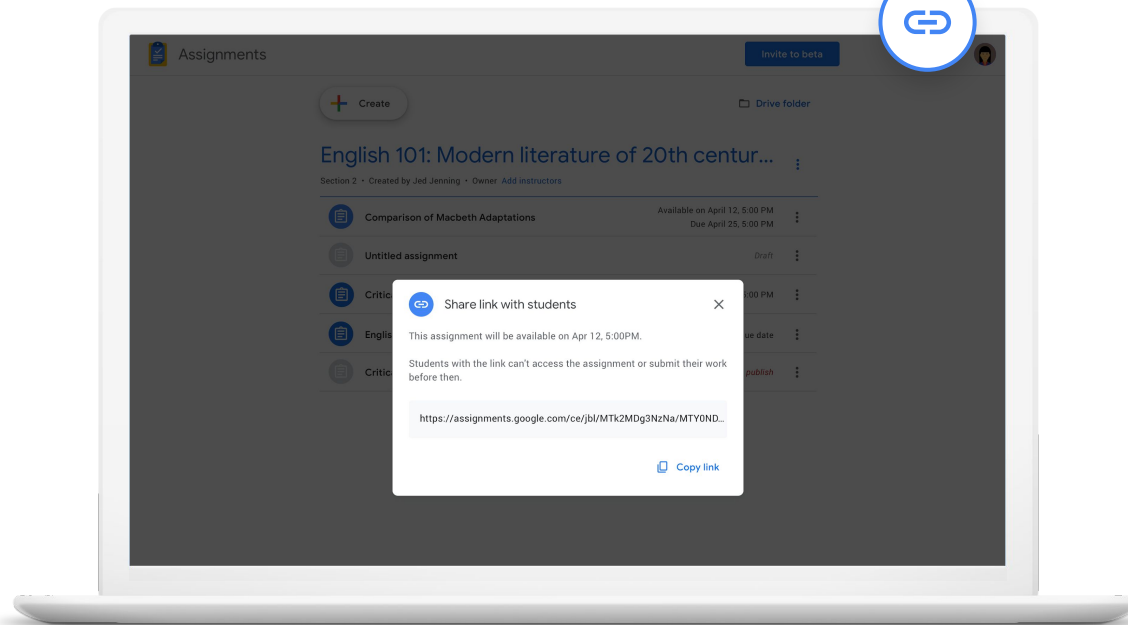 Assignments
Invite to beta
Create
Drive folder
English 101: Modern literature of 20th centur...
Section 2 • Created by Jed Jenning • Owner Add instructors
Comparison of Macbeth Adaptations
Available on April 12, 5:00 PM
Due April 25, 5:00 PM
Untitled assignment
Draft
Critic
:00 PM
Englis
ue date
Critic
publish
Share link with students
This assignment will be available on Apr 12, 5:00PM.
Students with the link can't access the assignment or submit their work
before then.
https://assignments.google.com/ce/jbl/MTk2MDg3NzNa/MTY0ND...
Copy link